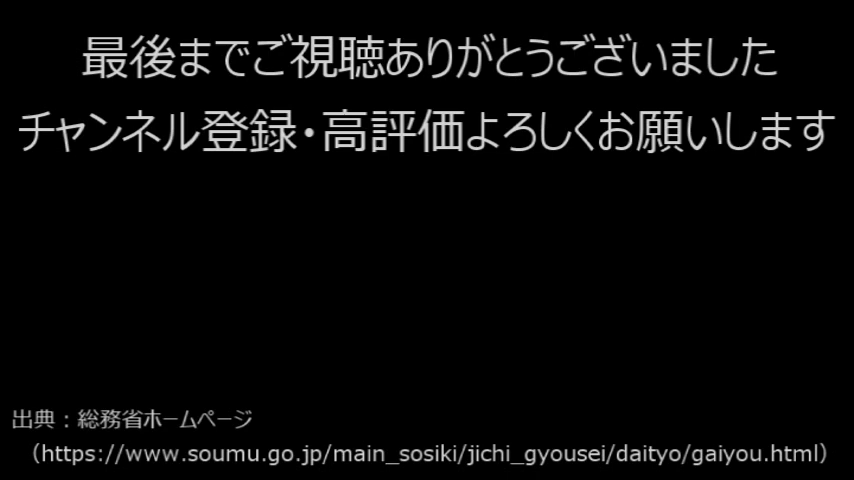 最後までご視聴ありがとうございました
チャンネル登録・高評価よろしくお願いします
出典：総務省ホームページ
（https://www.soumu.go.jp/main_sosiki/jichi_gyousei/daityo/gaiyou.html）